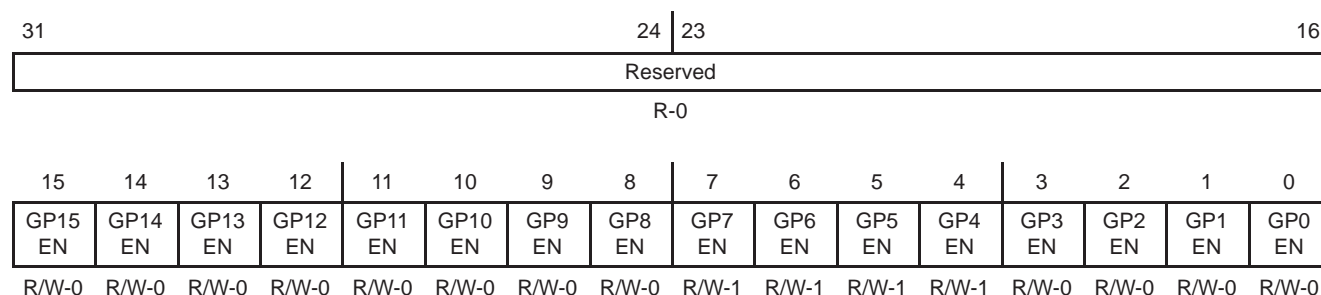 31 24 23 16
Reserved
R-0
15 14 13 12 11 10 9 8 7 6 5 4 3 2 1 0
GP15 GP14 GP13 GP12 GP11 GP10 GP9 GP8 GP7 GP6 GP5 GP4 GP3 GP2 GP1 GP0
EN EN EN EN EN EN EN EN EN EN EN EN EN EN EN EN
R/W-0 R/W-0 R/W-0 R/W-0 R/W-0 R/W-0 R/W-0 R/W-0 R/W-1 R/W-1 R/W-1 R/W-1 R/W-0 R/W-0 R/W-0 R/W-0